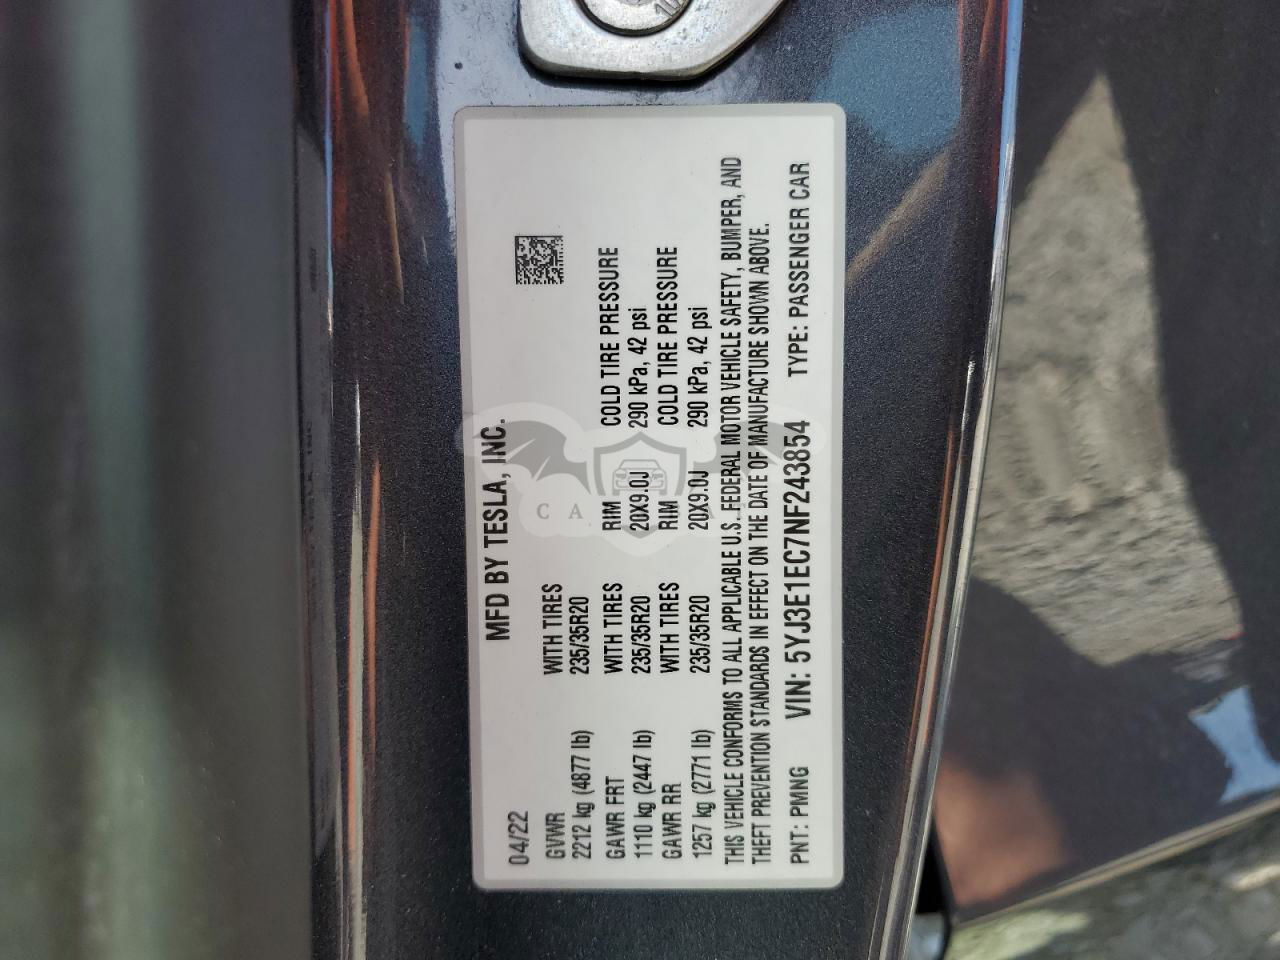 04/22 MFD BY TESLA, INC.
GVWR WITH TIRES
2212 kg (4877 lb) 235/35R20
GAWR FRT WITH TIRES RIM COLD TIRE PRESSURE
1110 kg (2447 lb) 235/35R20 20X9.0J 290 kPa, 42 psi
GAWR RR WITH TIRES RIM COLD TIRE PRESSURE
1257 kg (2771 lb) 235/35R20 20X9.0J 290 kPa, 42 psi
THIS VEHICLE CONFORMS TO ALL APPLICABLE U.S. FEDERAL MOTOR VEHICLE SAFETY, BUMPER, AND
THEFT PREVENTION STANDARDS IN EFFECT ON THE DATE OF MANUFACTURE SHOWN ABOVE.
PNT: PMNG VIN: 5YJ3E1EC7NF243854 TYPE: PASSENGER CAR